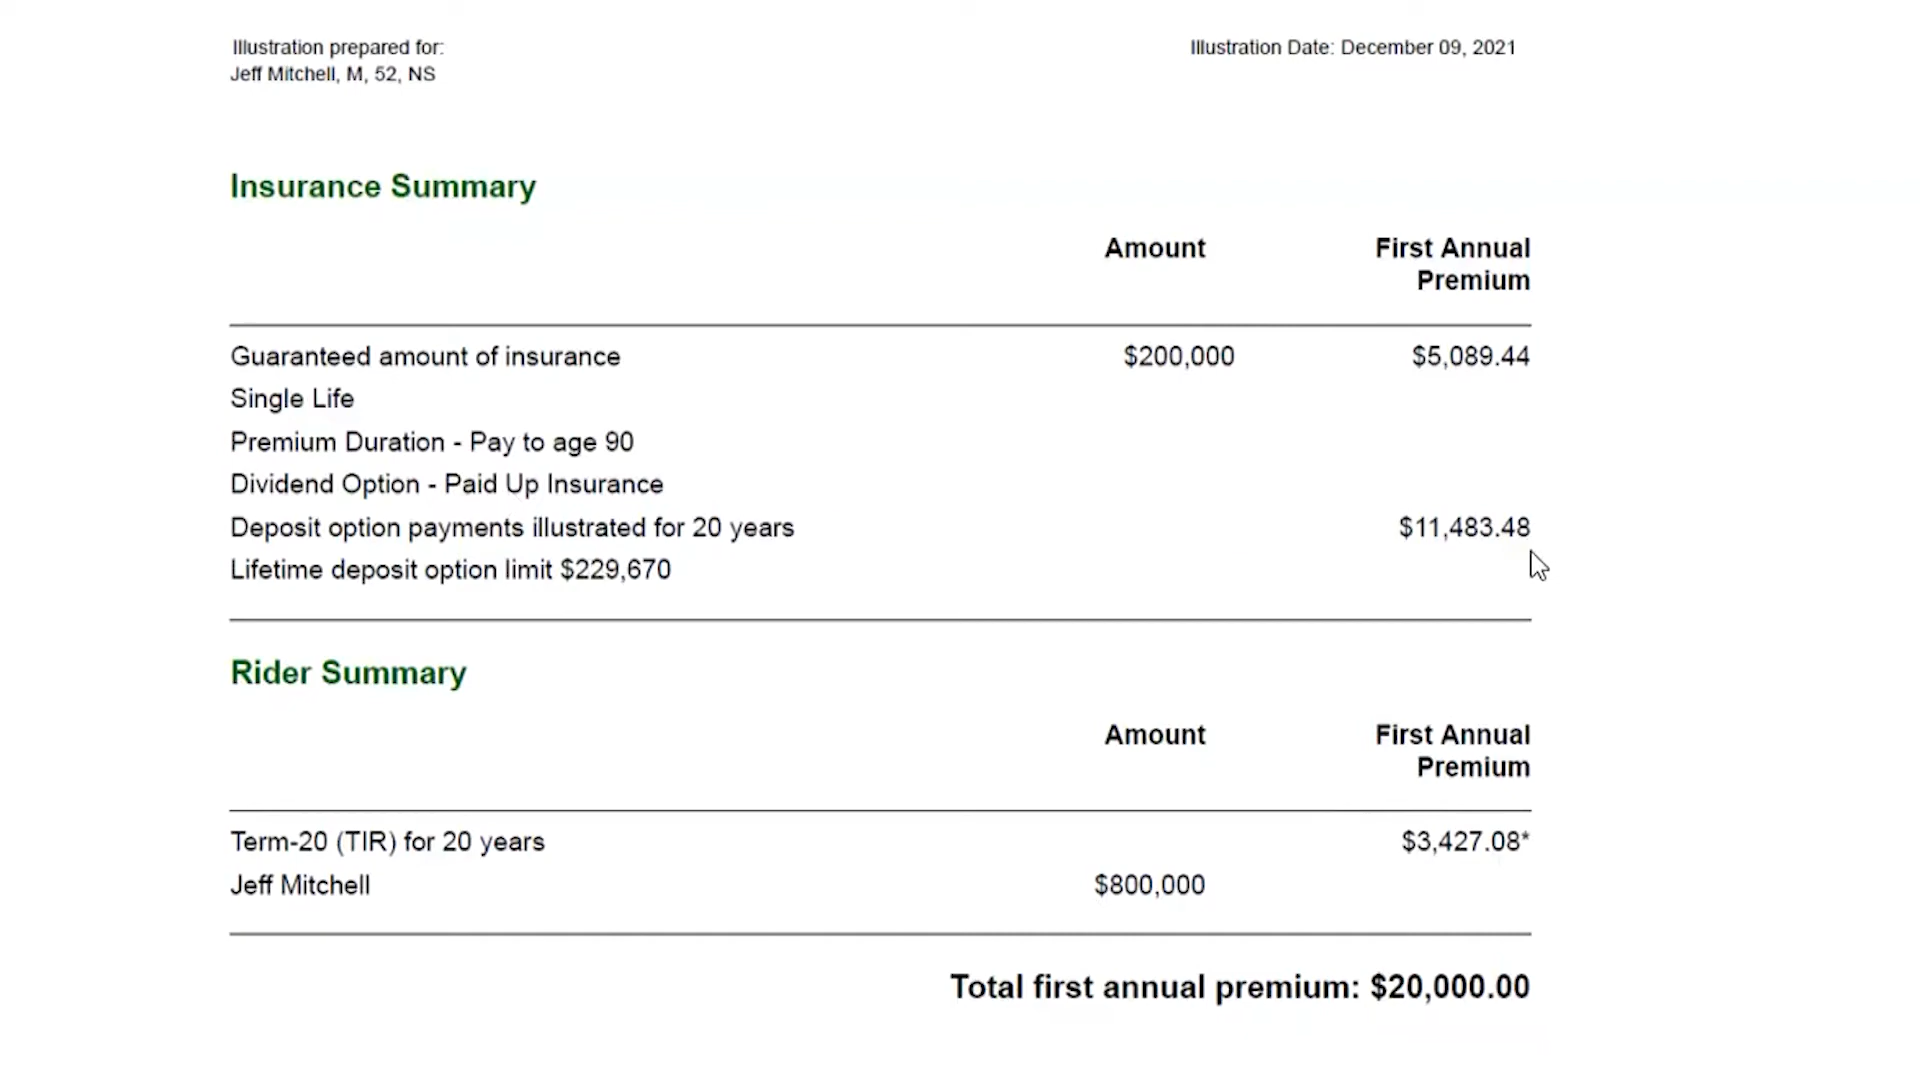 Illustration prepared for:
Illustration Date: December 09, 2021
Jeff Mitchell, M, 52, NS
Insurance Summary
Amount
First Annual
Premium
Guaranteed amount of insurance $200,000 $5,089.44
Single Life
Premium Duration - Pay to age 90
Dividend Option - Paid Up Insurance
Deposit option payments illustrated for 20 years $11,483.48
Lifetime deposit option limit $229,670
Rider Summary
Amount
First Annual
Premium
Term-20 (TIR) for 20 years $3,427.08*
Jeff Mitchell $800,000
Total first annual premium: $20,000.00